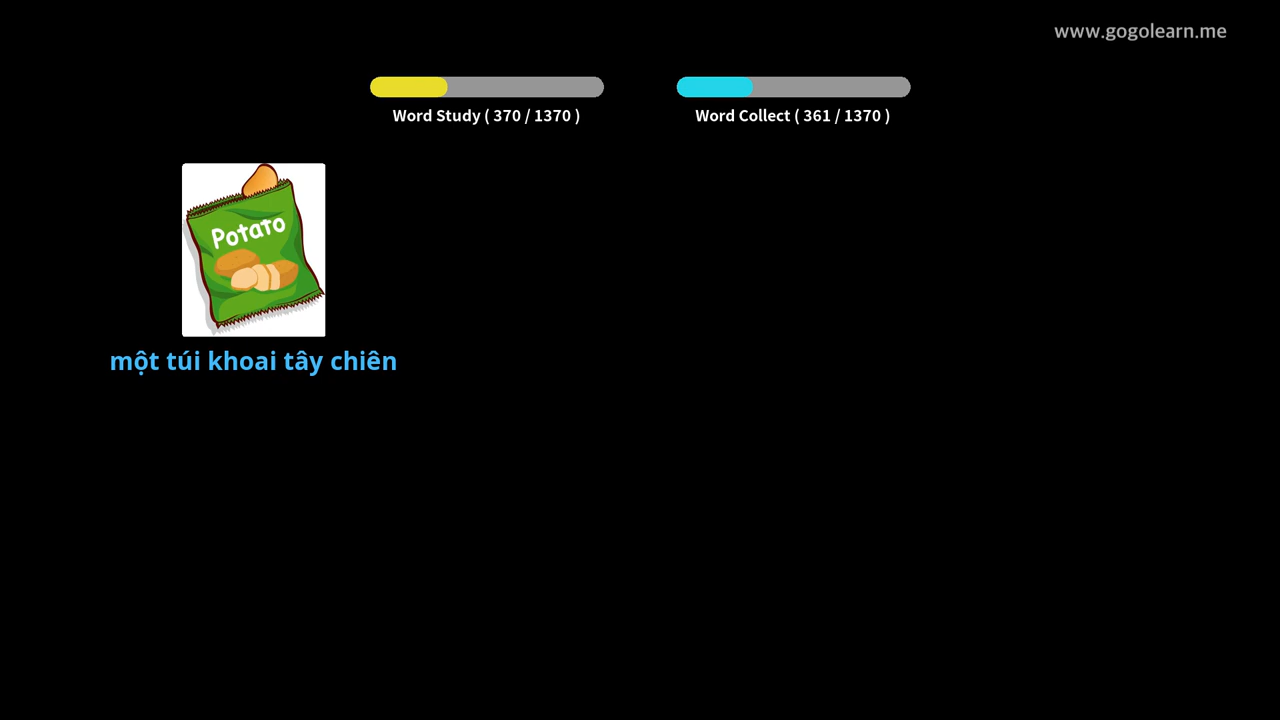 www.gogolearn.me
Word Study ( 370 / 1370 )
Word Collect ( 361 / 1370 )
Potato
một túi khoai tây chiên